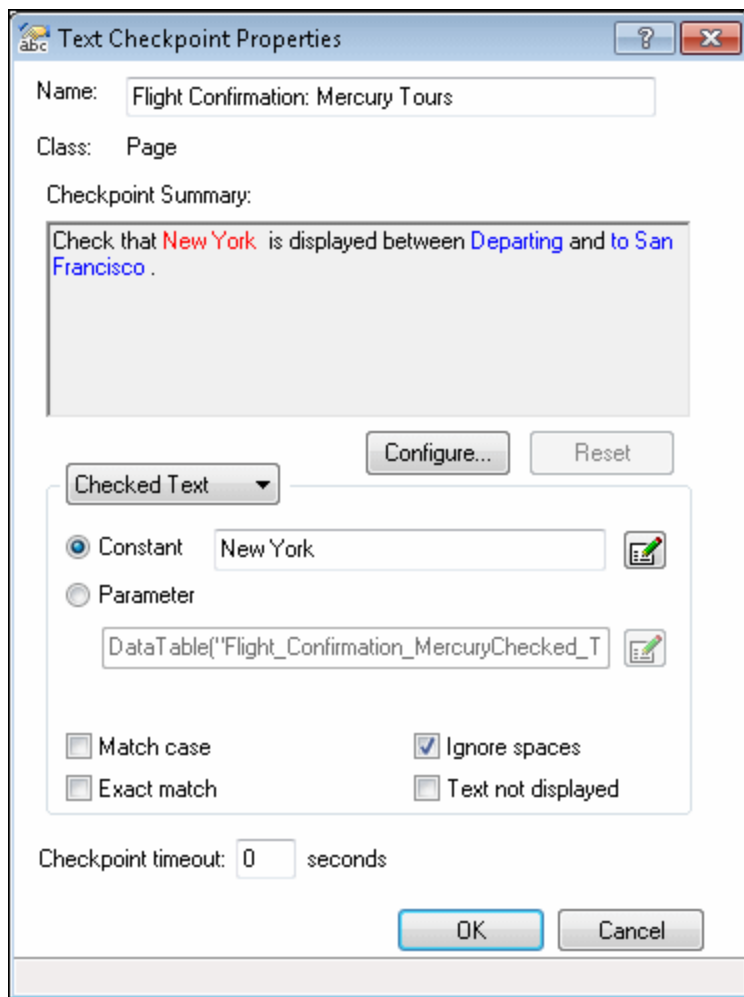 abc Text Checkpoint Properties ?
Name: Flight Confirmation: Mercury Tours
Class: Page
Checkpoint Summary:
Check that New York is displayed between Departing and to San
Francisco .
Configure... Reset
Checked Text
Constant New York
Parameter
DataTable("Flight_Confirmation_MercuryChecked_T
Match case Ignore spaces
Exact match Text not displayed
Checkpoint timeout: 0 seconds
OK Cancel